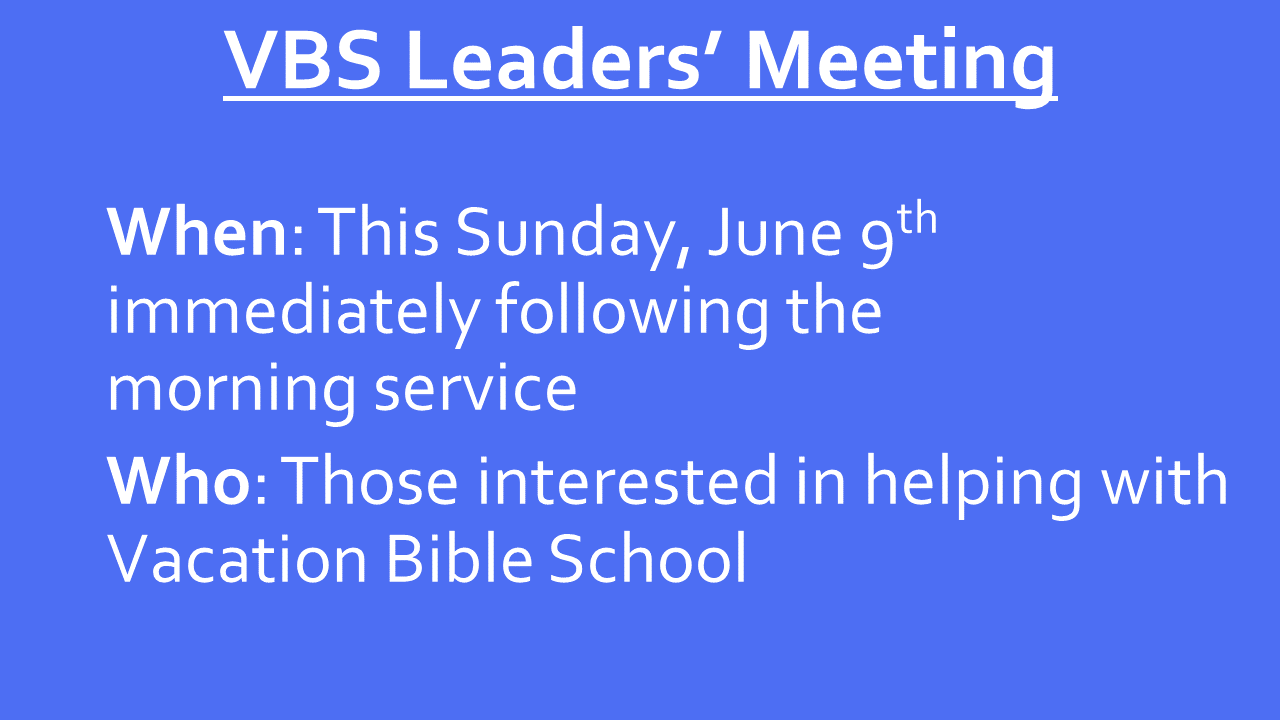 VBS Leaders’ Meeting
When: This Sunday, June 9th
immediately following the
morning service
Who: Those interested in helping with
Vacation Bible School